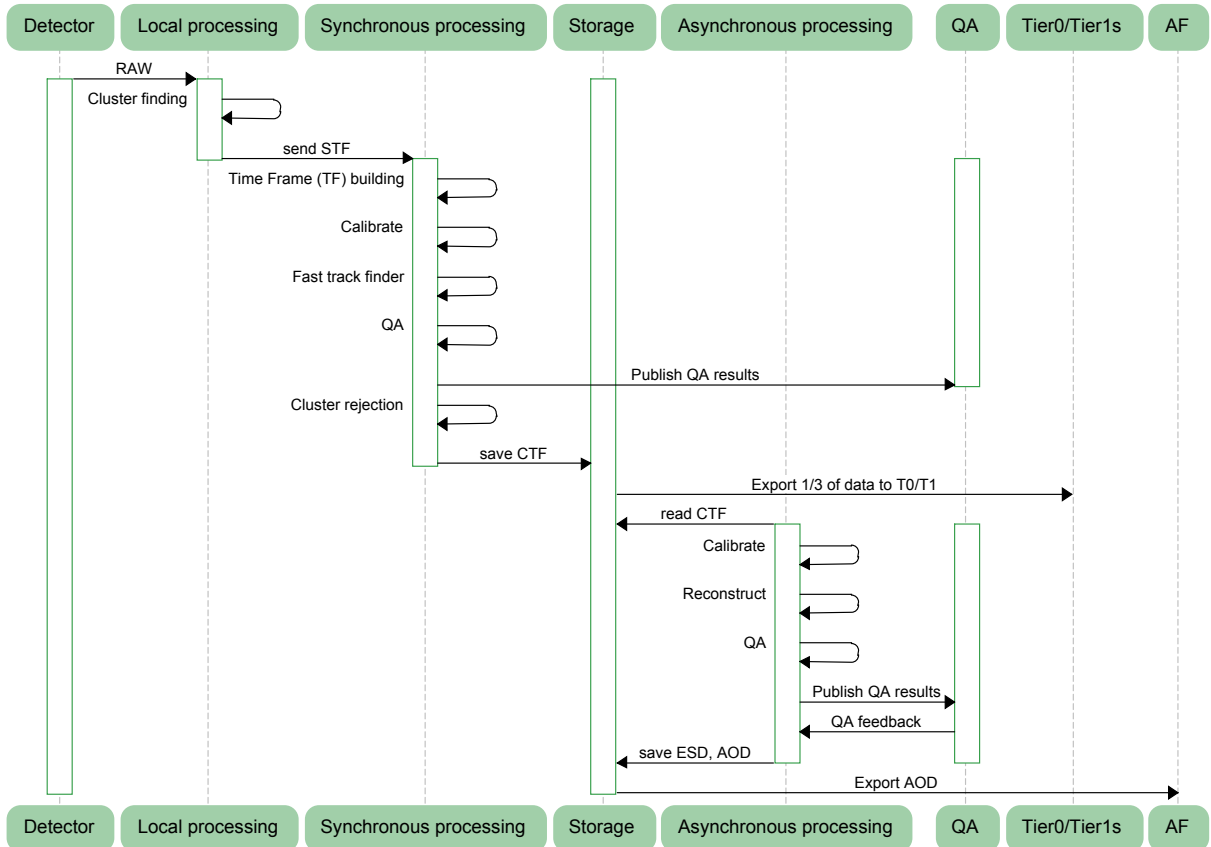 Detector Local processing Synchronous processing Storage Asynchronous processing QA Tier0/Tier1s AF
RAW
Cluster finding
send STF
Time Frame (TF) building
Calibrate
Fast track finder
QA
Publish QA results
Cluster rejection
save CTF
Export 1/3 of data to T0/T1
read CTF
Calibrate
Reconstruct
QA
Publish QA results
QA feedback
save ESD, AOD
Export AOD
Detector Local processing Synchronous processing Storage Asynchronous processing QA Tier0/Tier1s AF